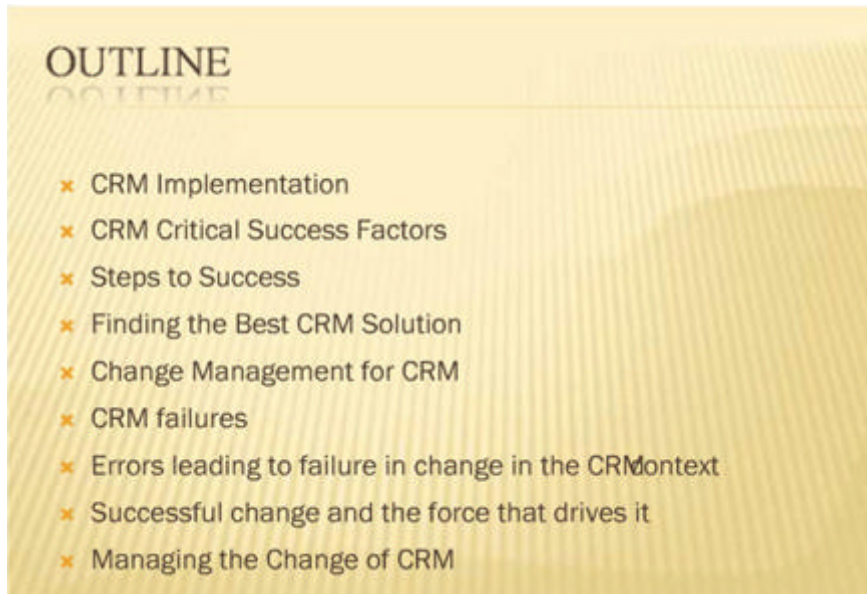 OUTLINE
CRM Implementation
CRM Critical Success Factors
Steps to Success
Finding the Best CRM Solution
Change Management for CRM
CRM failures
Errors leading to failure in change in the CRM context
Successful change and the force that drives it
Managing the Change of CRM